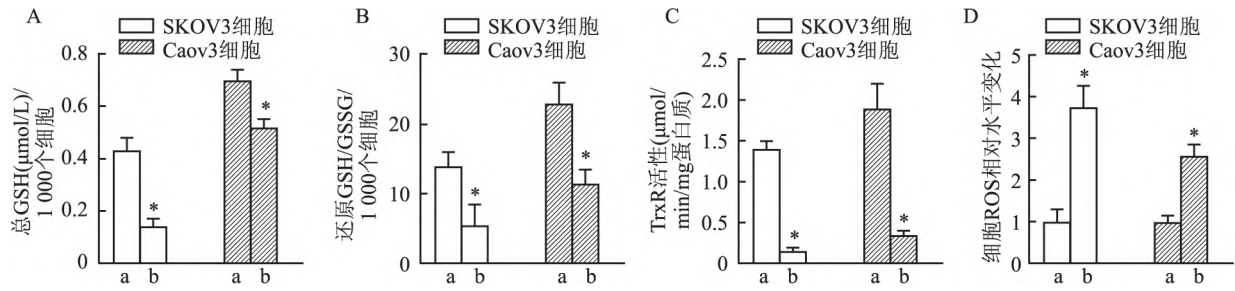 A
SKOV3细胞
Caov3细胞
总GSH(μmol/L)/
1 000个细胞
0.8
0.6
0.4
0.2
0
a
b
a
b
*
*
B
SKOV3细胞
Caov3细胞
还原GSH/GSSG/
1 000个细胞
30
20
10
0
a
b
a
b
*
*
C
SKOV3细胞
Caov3细胞
TrxR活性(μmol/
min/mg蛋白质)
2.5
2.0
1.5
1.0
0.5
0
a
b
a
b
*
*
D
SKOV3细胞
Caov3细胞
细胞ROS相对水平变化
5
4
3
2
1
0
a
b
a
b
*
*